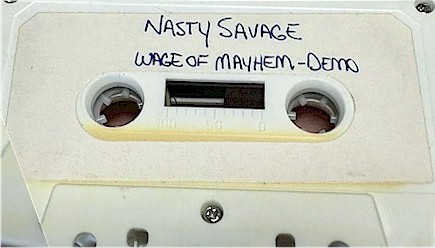 NASTY SAVAGE
WAGE OF MAYHEM-DEMO
100 50 0